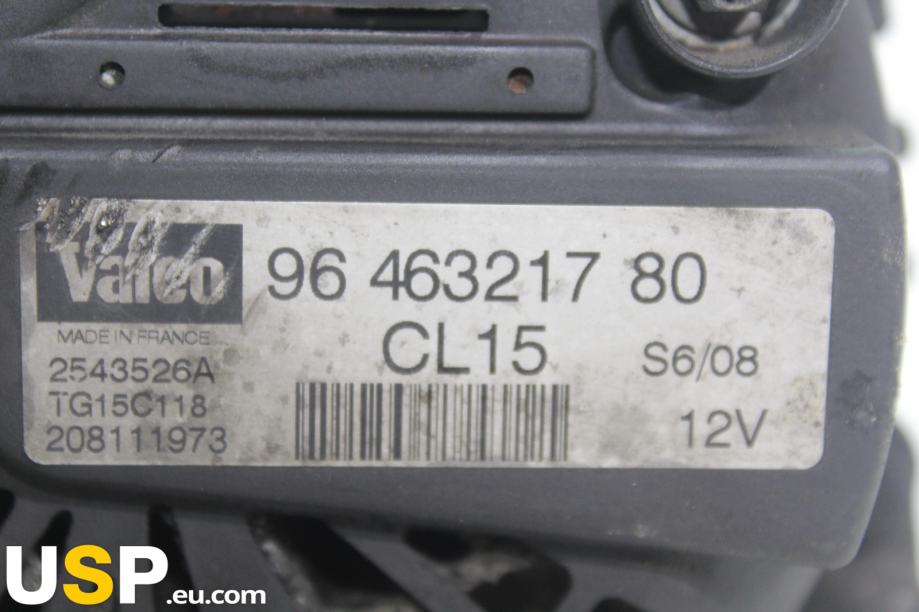 Valeo
96 463217 80
MADE IN FRANCE
CL15
2543526A
S6/08
TG15C118
12V
208111973
USP.eu.com